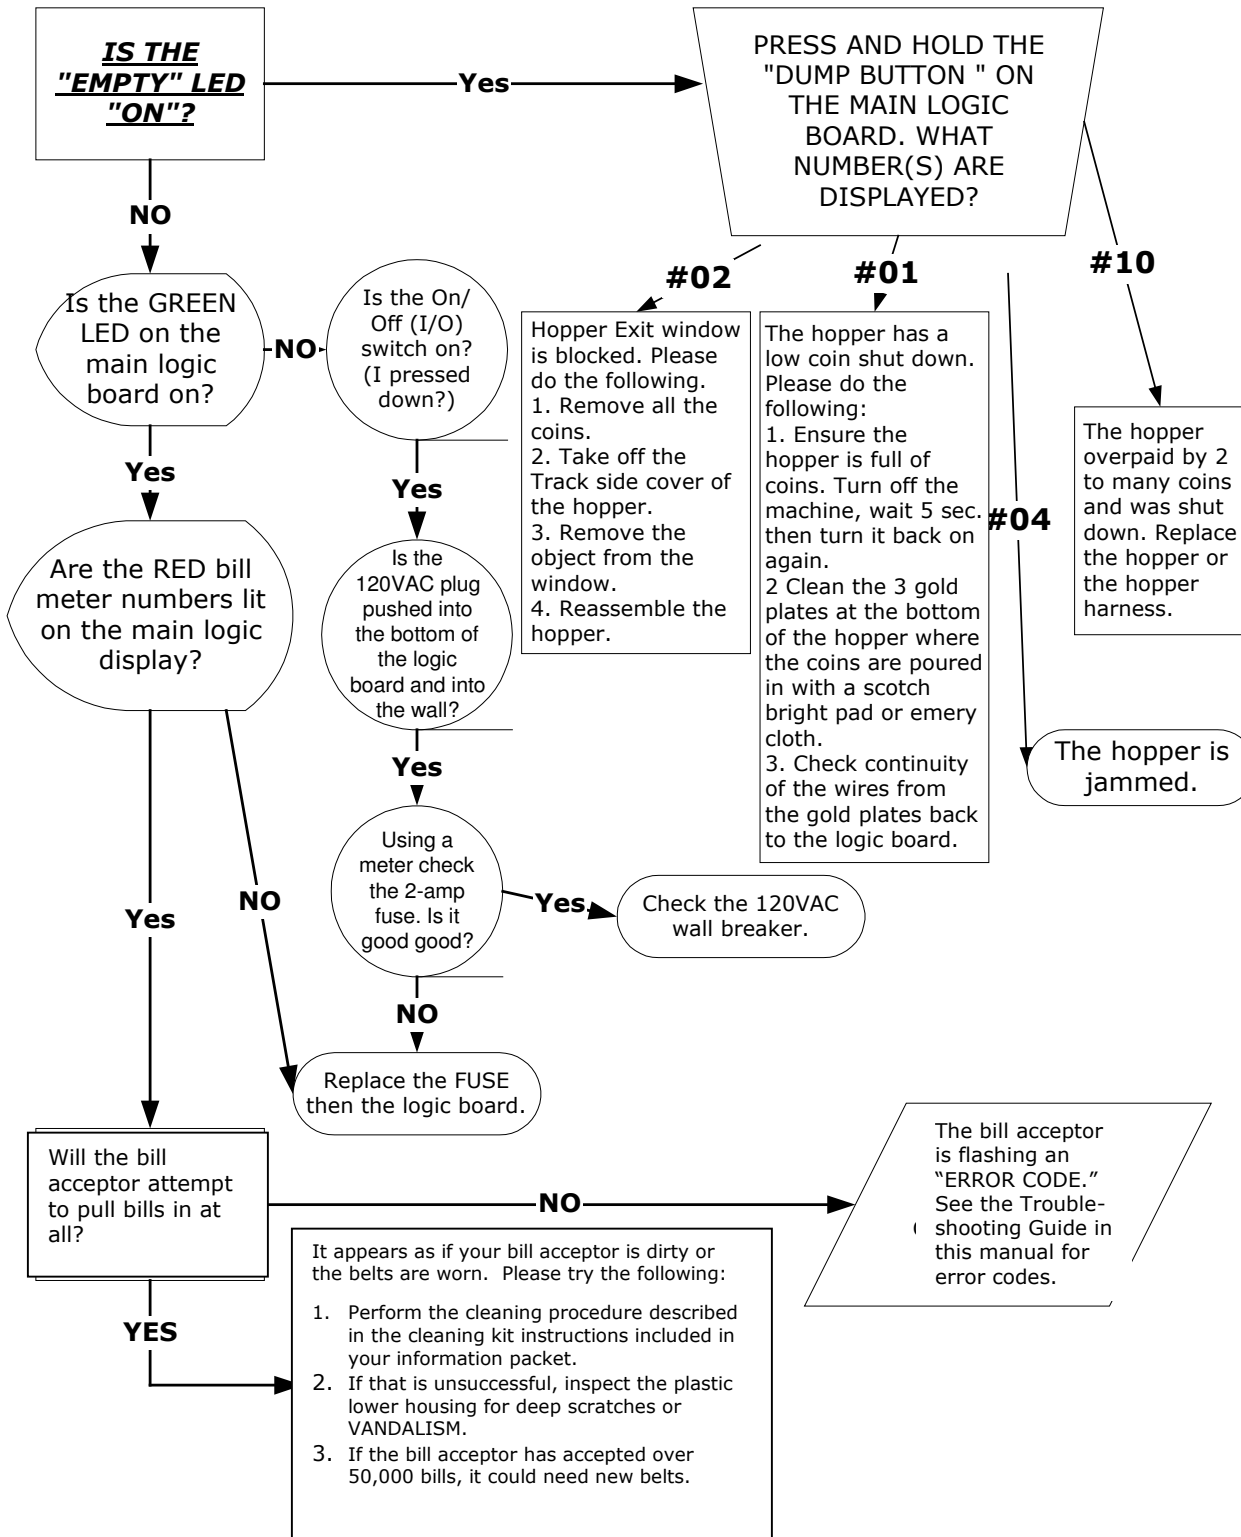 IS THE
"EMPTY" LED
"ON"?
Yes
PRESS AND HOLD THE
"DUMP BUTTON " ON
THE MAIN LOGIC
BOARD. WHAT
NUMBER(S) ARE
DISPLAYED?
NO
#02
#01
#10
#04
Is the GREEN
LED on the
main logic
board on?
NO
Is the On/
Off (I/O)
switch on?
(I pressed
down?)
Hopper Exit window
is blocked. Please
do the following.
1. Remove all the
coins.
2. Take off the
Track side cover of
the hopper.
3. Remove the
object from the
window.
4. Reassemble the
hopper.
The hopper has a
low coin shut down.
Please do the
following:
1. Ensure the
hopper is full of
coins. Turn off the
machine, wait 5 sec.
then turn it back on
again.
2 Clean the 3 gold
plates at the bottom
of the hopper where
the coins are poured
in with a scotch
bright pad or emery
cloth.
3. Check continuity
of the wires from
the gold plates back
to the logic board.
The hopper
overpaid by 2
to many coins
and was shut
down. Replace
the hopper or
the hopper
harness.
The hopper is
jammed.
Yes
Yes
Are the RED bill
meter numbers lit
on the main logic
display?
Is the
120VAC plug
pushed into
the bottom of
the logic
board and into
the wall?
Yes
Using a
meter check
the 2-amp
fuse. Is it
good good?
Yes
Check the 120VAC
wall breaker.
NO
Yes
NO
Replace the FUSE
then the logic board.
Will the bill
acceptor attempt
to pull bills in at
all?
NO
The bill acceptor
is flashing an
“ERROR CODE.”
See the Trouble-
shooting Guide in
this manual for
error codes.
YES
It appears as if your bill acceptor is dirty or
the belts are worn.  Please try the following:
1. Perform the cleaning procedure described
in the cleaning kit instructions included in
your information packet.
2. If that is unsuccessful, inspect the plastic
lower housing for deep scratches or
VANDALISM.
3. If the bill acceptor has accepted over
50,000 bills, it could need new belts.